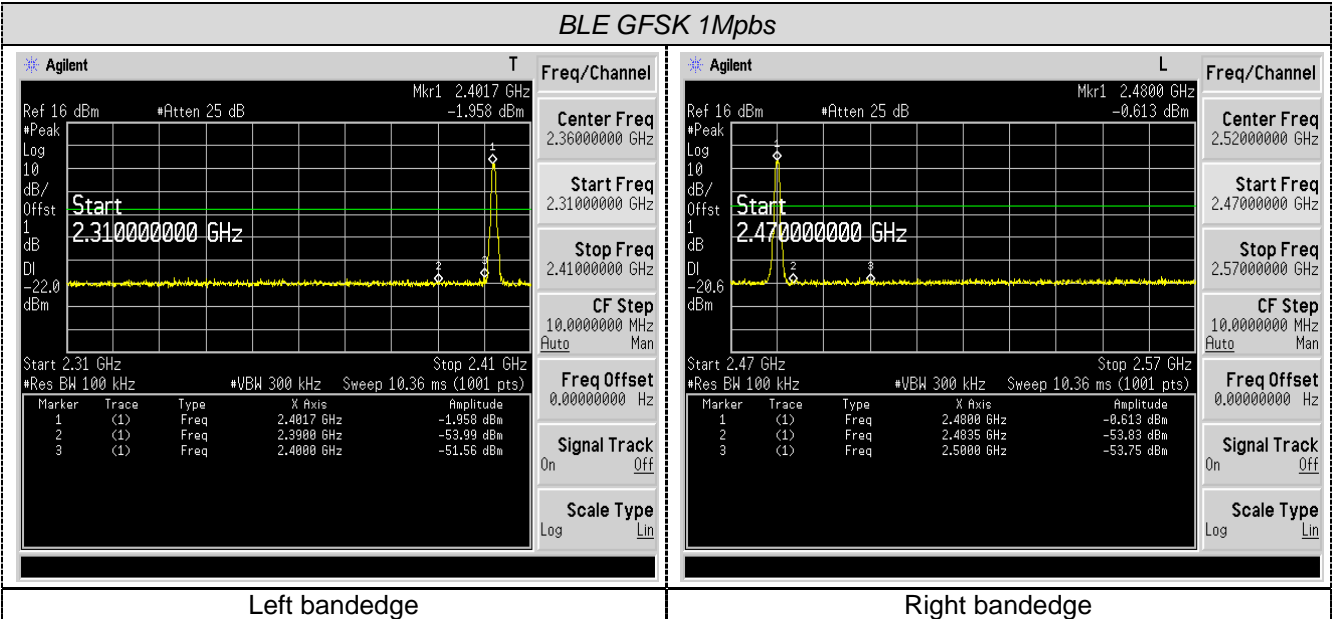 BLE GFSK 1Mpbs
Agilent T
Mkr1 2.4017 GHz
Ref 16 dBm #Atten 25 dB -1.958 dBm
#Peak
Log
10
dB/
Offst
1
dB
DI
-22.0
dBm
1
2
3
Start
2.310000000 GHz
Start 2.31 GHz Stop 2.41 GHz
#Res BW 100 kHz #VBW 300 kHz Sweep 10.36 ms (1001 pts)
Marker Trace Type X Axis Amplitude
1 (1) Freq 2.4017 GHz -1.958 dBm
2 (1) Freq 2.3900 GHz -53.99 dBm
3 (1) Freq 2.4000 GHz -51.56 dBm
Freq/Channel
Center Freq
2.36000000 GHz
Start Freq
2.31000000 GHz
Stop Freq
2.41000000 GHz
CF Step
10.0000000 MHz
Auto Man
Freq Offset
0.00000000 Hz
Signal Track
On Off
Scale Type
Log Lin
Left bandedge
Agilent L
Mkr1 2.4800 GHz
Ref 16 dBm #Atten 25 dB -0.613 dBm
#Peak
Log
10
dB/
Offst
1
dB
DI
-20.6
dBm
1
2
3
Start
2.470000000 GHz
Start 2.47 GHz Stop 2.57 GHz
#Res BW 100 kHz #VBW 300 kHz Sweep 10.36 ms (1001 pts)
Marker Trace Type X Axis Amplitude
1 (1) Freq 2.4800 GHz -0.613 dBm
2 (1) Freq 2.4835 GHz -53.83 dBm
3 (1) Freq 2.5000 GHz -53.75 dBm
Freq/Channel
Center Freq
2.52000000 GHz
Start Freq
2.47000000 GHz
Stop Freq
2.57000000 GHz
CF Step
10.0000000 MHz
Auto Man
Freq Offset
0.00000000 Hz
Signal Track
On Off
Scale Type
Log Lin
Right bandedge